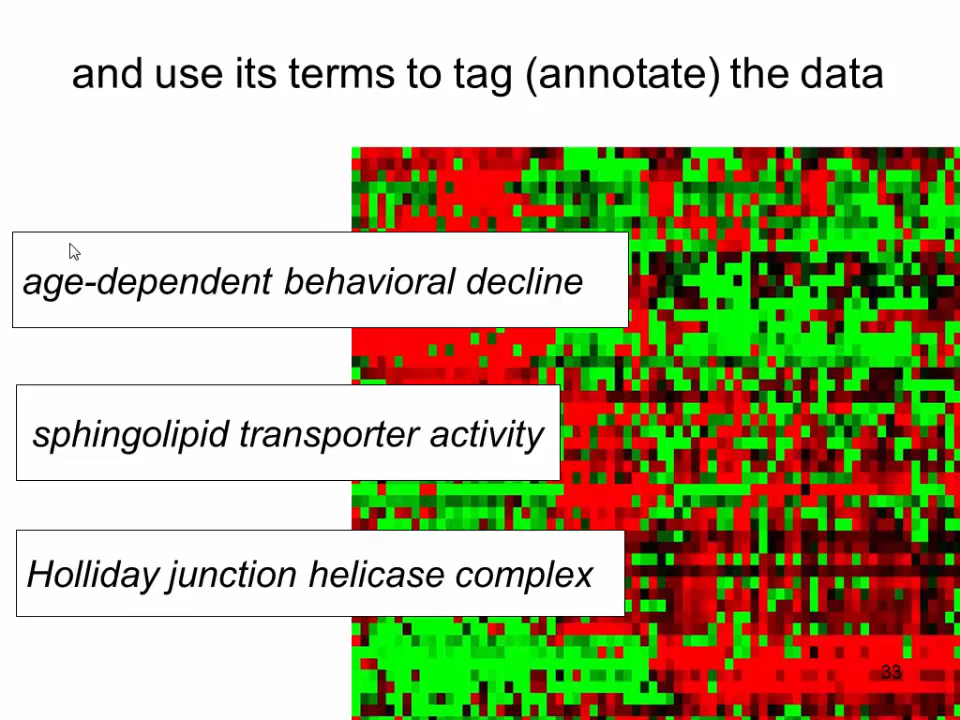 and use its terms to tag (annotate) the data
age-dependent behavioral decline
sphingolipid transporter activity
Holliday junction helicase complex
33